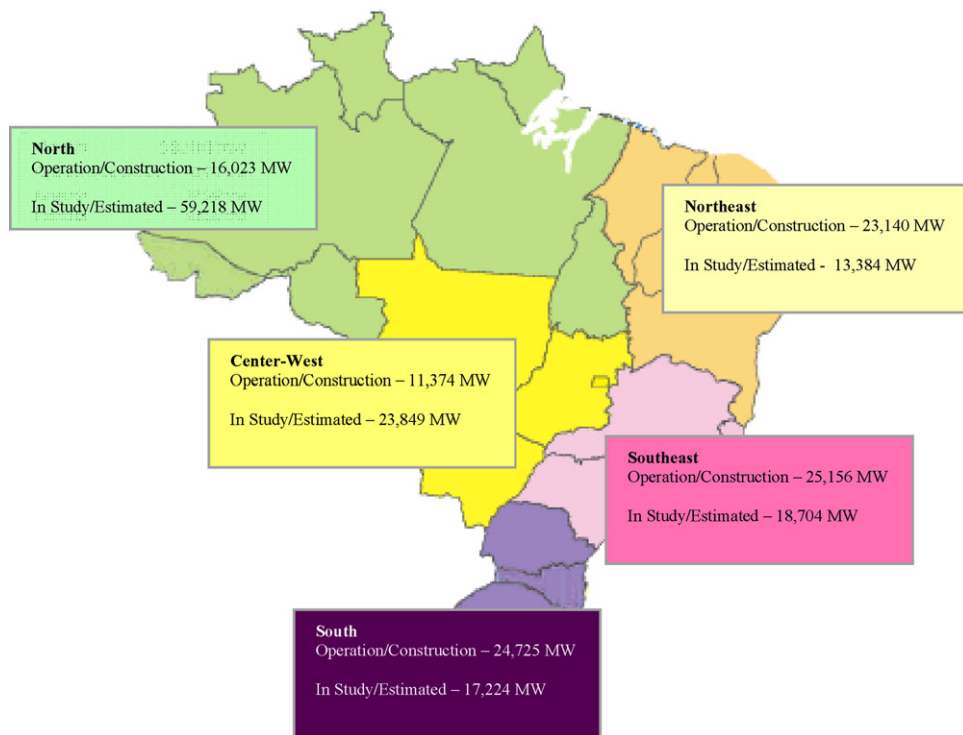 North
Operation/Construction – 16,023 MW
In Study/Estimated – 59,218 MW
Northeast
Operation/Construction – 23,140 MW
In Study/Estimated - 13,384 MW
Center-West
Operation/Construction – 11,374 MW
In Study/Estimated – 23,849 MW
Southeast
Operation/Construction – 25,156 MW
In Study/Estimated – 18,704 MW
South
Operation/Construction – 24,725 MW
In Study/Estimated – 17,224 MW